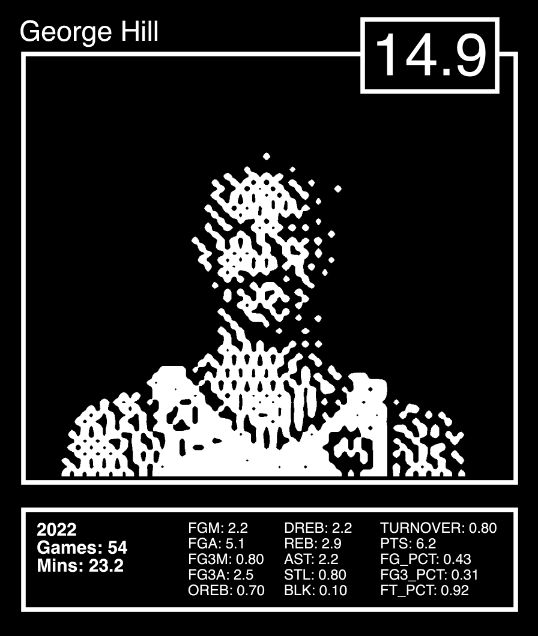 George Hill
14.9
2022
Games: 54
Mins: 23.2
FGM: 2.2
FGA: 5.1
FG3M: 0.80
FG3A: 2.5
OREB: 0.70
DREB: 2.2
REB: 2.9
AST: 2.2
STL: 0.80
BLK: 0.10
TURNOVER: 0.80
PTS: 6.2
FG_PCT: 0.43
FG3_PCT: 0.31
FT_PCT: 0.92